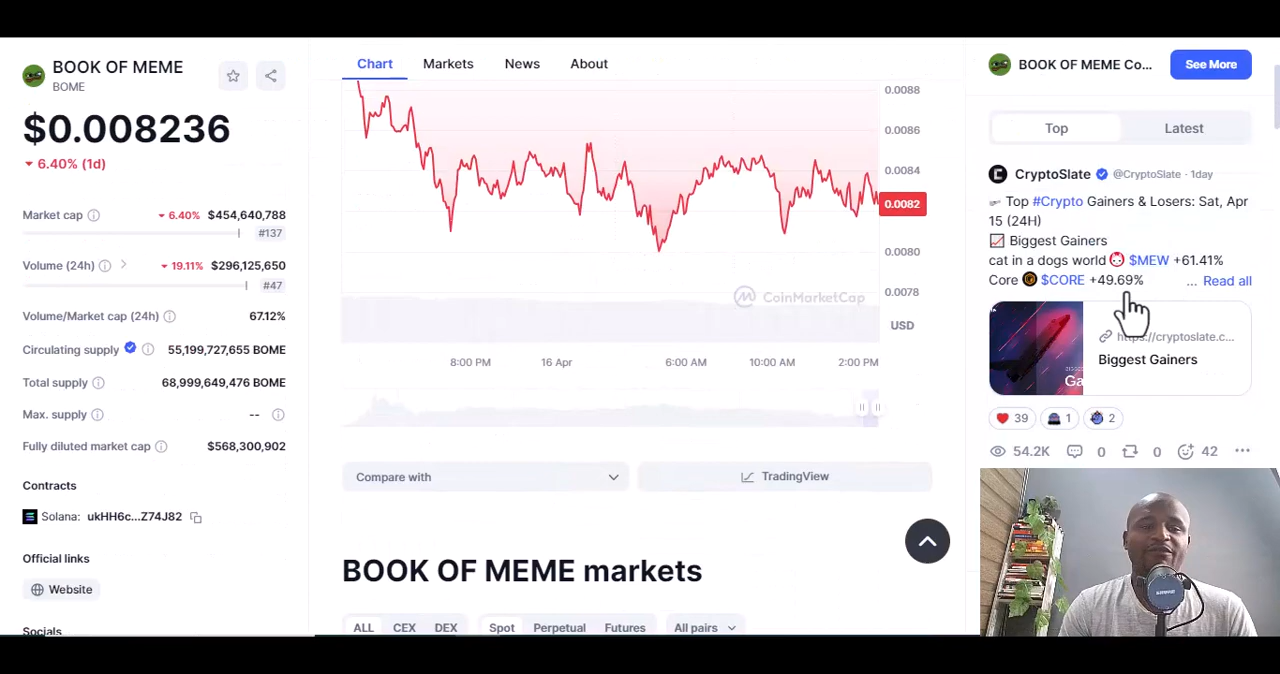 BOOK OF MEME
BOME
$0.008236
6.40% (1d)
Market cap
6.40% $454,640,788
#137
Volume (24h)
19.11% $296,125,650
#47
Volume/Market cap (24h)
67.12%
Circulating supply
55,199,727,655 BOME
Total supply
68,999,649,476 BOME
Max. supply
--
Fully diluted market cap
$568,300,902
Contracts
Solana: ukHH6c...Z74J82
Official links
Website
Socials
Chart Markets News About
0.0088
0.0086
0.0084
0.0082
0.0080
0.0078
CoinMarketCap
USD
8:00 PM 16 Apr 6:00 AM 10:00 AM 2:00 PM
Compare with
TradingView
BOOK OF MEME markets
ALL CEX DEX Spot Perpetual Futures All pairs
BOOK OF MEME Co...
See More
Top Latest
CryptoSlate @CryptoSlate · 1day
Top #Crypto Gainers & Losers: Sat, Apr
15 (24H)
Biggest Gainers
cat in a dogs world $MEW +61.41%
Core $CORE +49.69% ... Read all
https://cryptoslate.c...
Biggest Gainers
Ga
39 1 2
54.2K 0 0 42